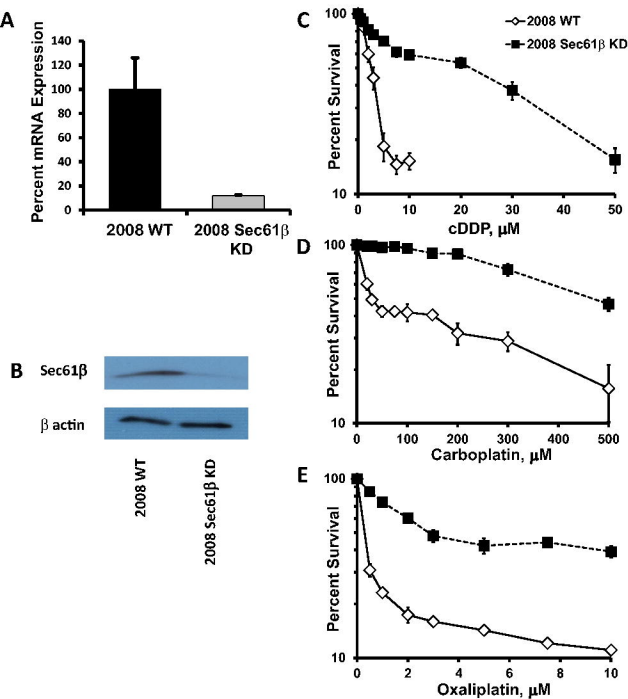 A
Percent mRNA Expression
140
120
100
80
60
40
20
0
2008 WT
2008 Sec61β
KD
B
Sec61β
β actin
2008 WT
2008 Sec61β KD
C
2008 WT
2008 Sec61β KD
Percent Survival
100
10
0
10
20
30
40
50
cDDP, µM
D
Percent Survival
100
10
0
100
200
300
400
500
Carboplatin, µM
E
Percent Survival
100
10
0
2
4
6
8
10
Oxaliplatin, µM